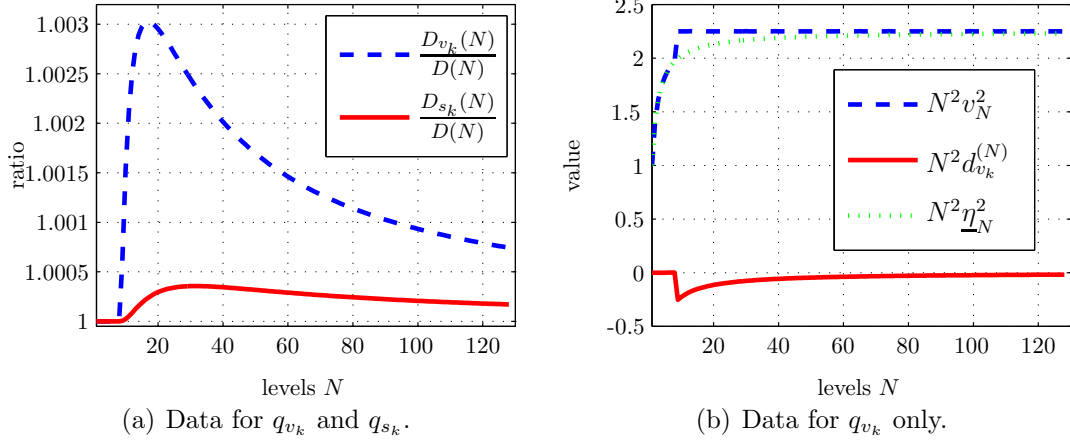 1.003
1.0025
1.002
1.0015
1.001
1.0005
1
20 40 60 80 100 120
ratio
levels N
D_{v_k}(N) / D(N)
D_{s_k}(N) / D(N)
(a) Data for q_{v_k} and q_{s_k}.
2.5
2
1.5
1
0.5
0
-0.5
20 40 60 80 100 120
value
levels N
N^2 v_N^2
N^2 d_{v_k}^{(N)}
N^2 \underline{η}_N^2
(b) Data for q_{v_k} only.